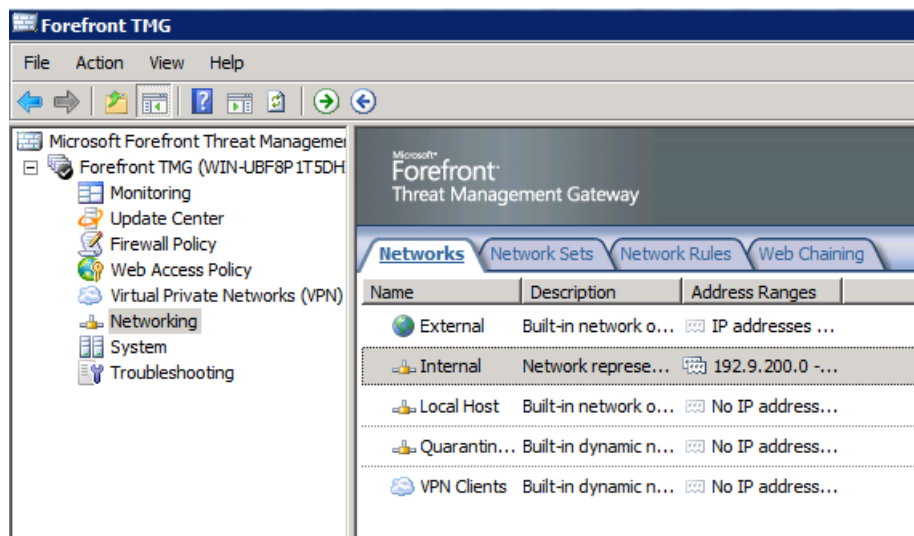 Forefront TMG
File Action View Help
Microsoft Forefront Threat Managemei
Forefront TMG (WIN-UBF8P1T5DH
Monitoring
Update Center
Firewall Policy
Web Access Policy
Virtual Private Networks (VPN)
Networking
System
Troubleshooting
Microsoft
Forefront
Threat Management Gateway
Networks Network Sets Network Rules Web Chaining
Name Description Address Ranges
External Built-in network o... IP addresses ...
Internal Network represe... 192.9.200.0 -...
Local Host Built-in network o... No IP address...
Quarantin... Built-in dynamic n... No IP address...
VPN Clients Built-in dynamic n... No IP address...